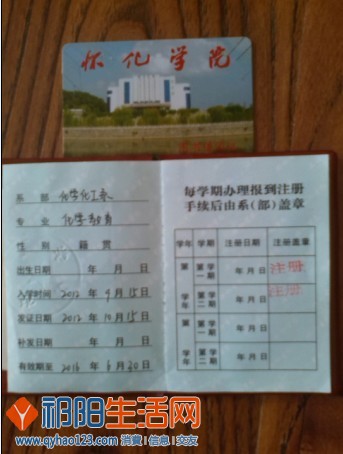 怀化学院
系部 化学化工系
专业 化学教育
性别 籍贯
出生日期 年 月 日
入学时间 2012 年 9 月 15 日
发证日期 2012 年 10 月 15 日
补发日期 年 月 日
有效期至 2016 年 6 月 30 日
每学期办理报到注册
手续后由系(部)盖章
学年 学期 注册日期 注册盖章
第 学年 第一学期 年 月 日 注册
第二学期 年 月 日 注册
第 学年 第一学期 年 月 日
第二学期 年 月 日
祁阳生活网
www.qyhao123.com 消費|信息|交友